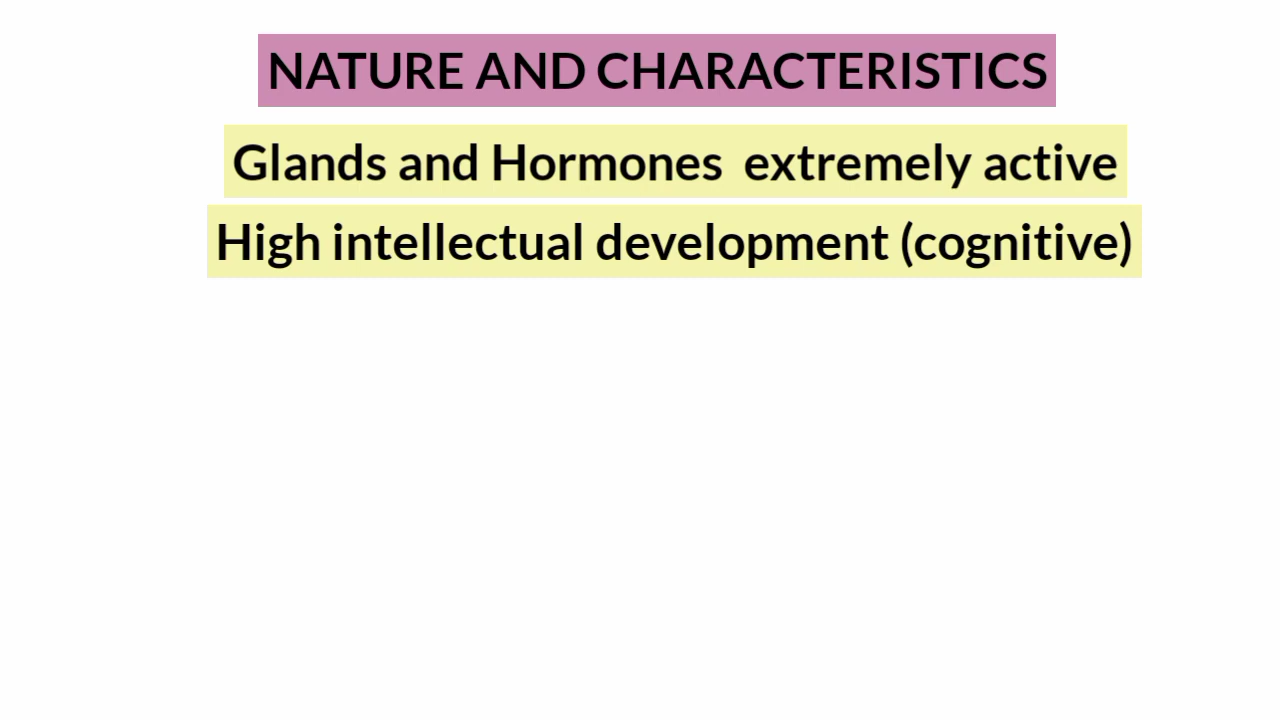 NATURE AND CHARACTERISTICS
Glands and Hormones  extremely active
High intellectual development (cognitive)